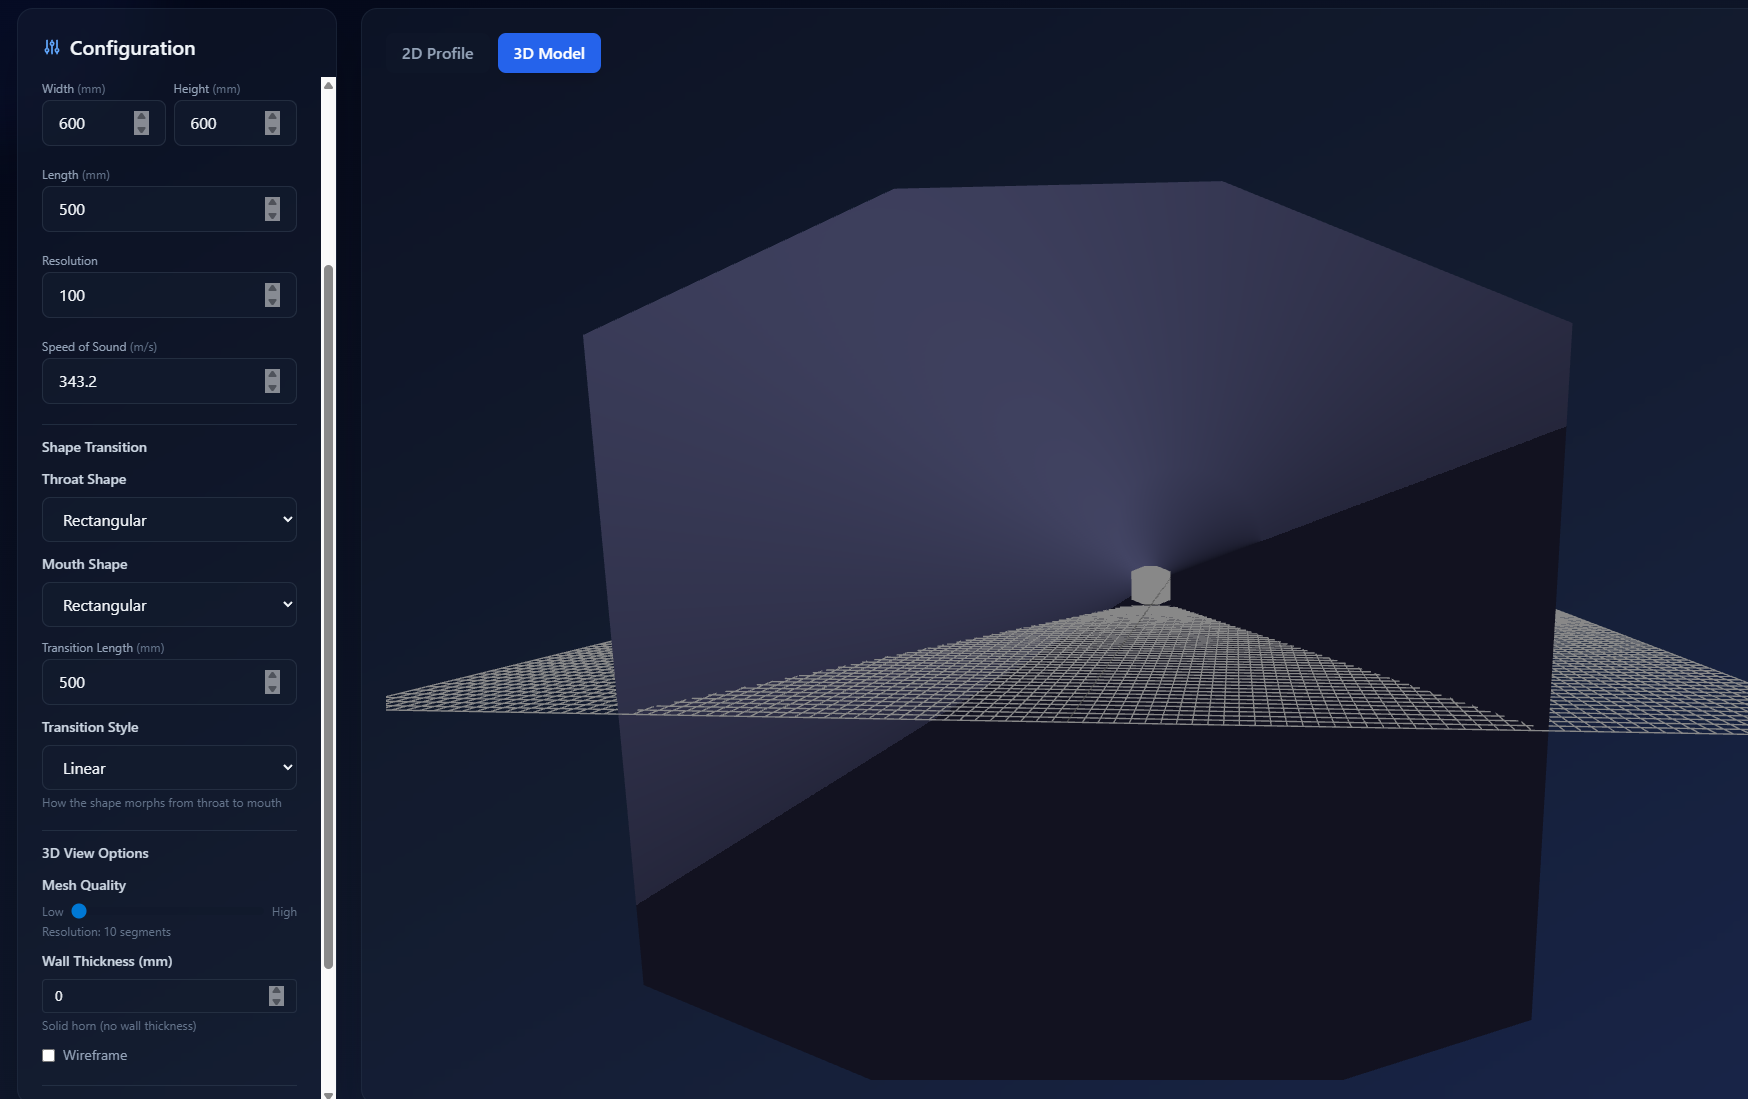 Configuration
2D Profile
3D Model
Width (mm)
Height (mm)
600
600
Length (mm)
500
Resolution
100
Speed of Sound (m/s)
343.2
Shape Transition
Throat Shape
Rectangular
Mouth Shape
Rectangular
Transition Length (mm)
500
Transition Style
Linear
How the shape morphs from throat to mouth
3D View Options
Mesh Quality
Low
High
Resolution: 10 segments
Wall Thickness (mm)
0
Solid horn (no wall thickness)
Wireframe